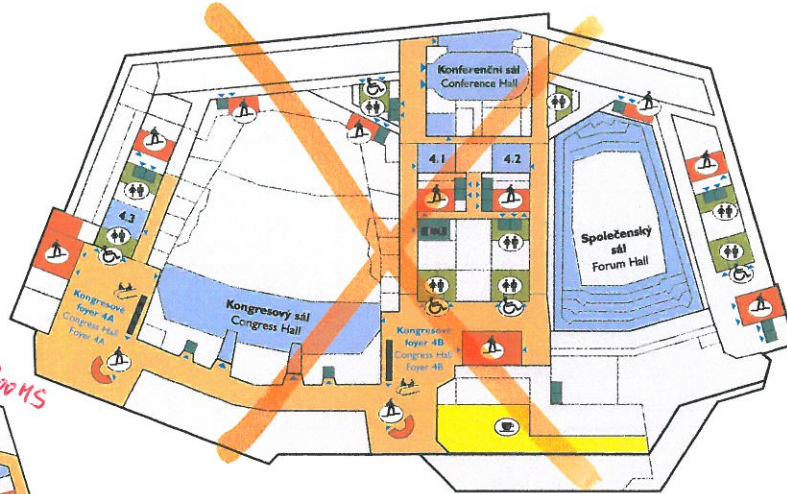 Konferenční sál
Conference Hall
4.1
4.2
4.3
Společenský
sál
Forum Hall
Kongresový sál
Congress Hall
Kongresové
foyer 4A
Congress Hall
Foyer 4A
Kongresové
foyer 4B
Congress Hall
Foyer 4B